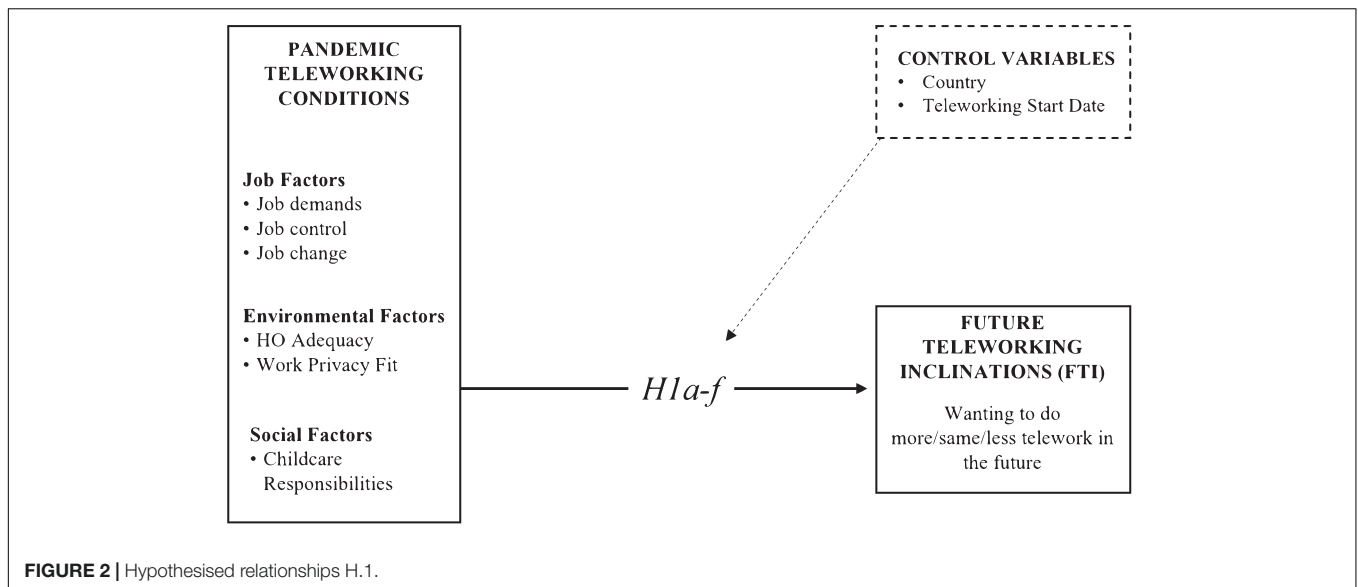 PANDEMIC
TELEWORKING
CONDITIONS
Job Factors
• Job demands
• Job control
• Job change
Environmental Factors
• HO Adequacy
• Work Privacy Fit
Social Factors
• Childcare
Responsibilities
H1a-f
CONTROL VARIABLES
• Country
• Teleworking Start Date
FUTURE
TELEWORKING
INCLINATIONS (FTI)
Wanting to do
more/same/less telework in
the future
FIGURE 2 | Hypothesised relationships H.1.